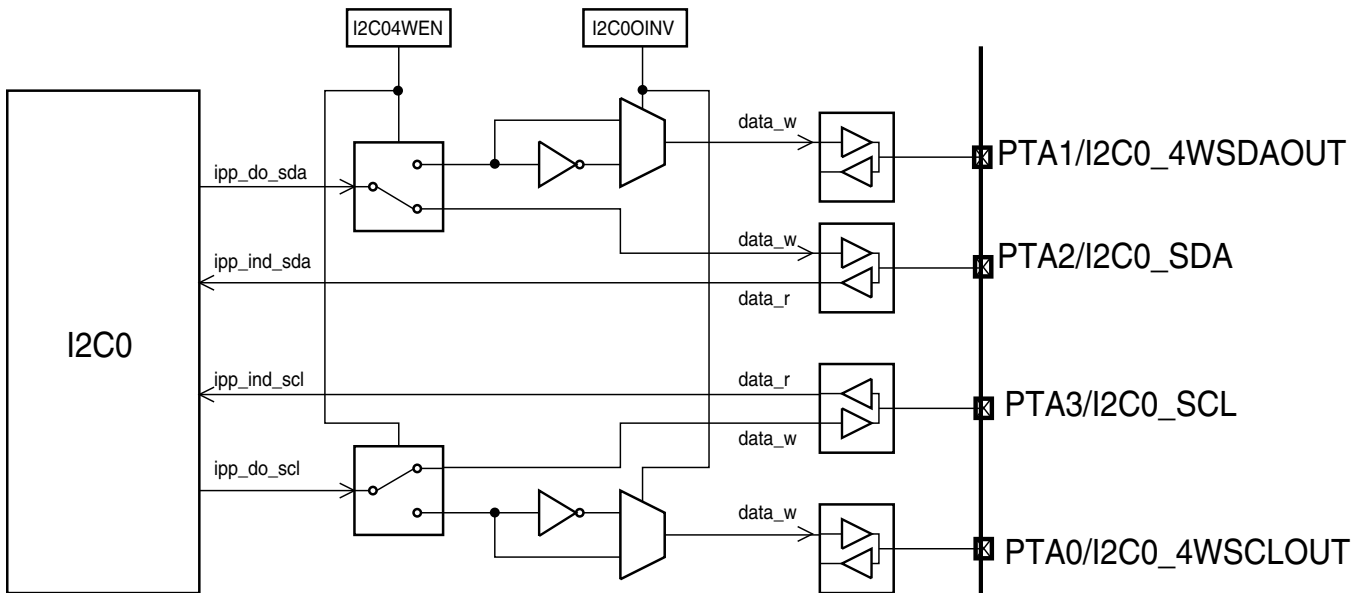 I2C04WEN
I2C0OINV
data_w
PTA1/I2C0_4WSDAOUT
ipp_do_sda
data_w
PTA2/I2C0_SDA
ipp_ind_sda
data_r
I2C0
ipp_ind_scl
data_r
PTA3/I2C0_SCL
data_w
ipp_do_scl
data_w
PTA0/I2C0_4WSCLOUT